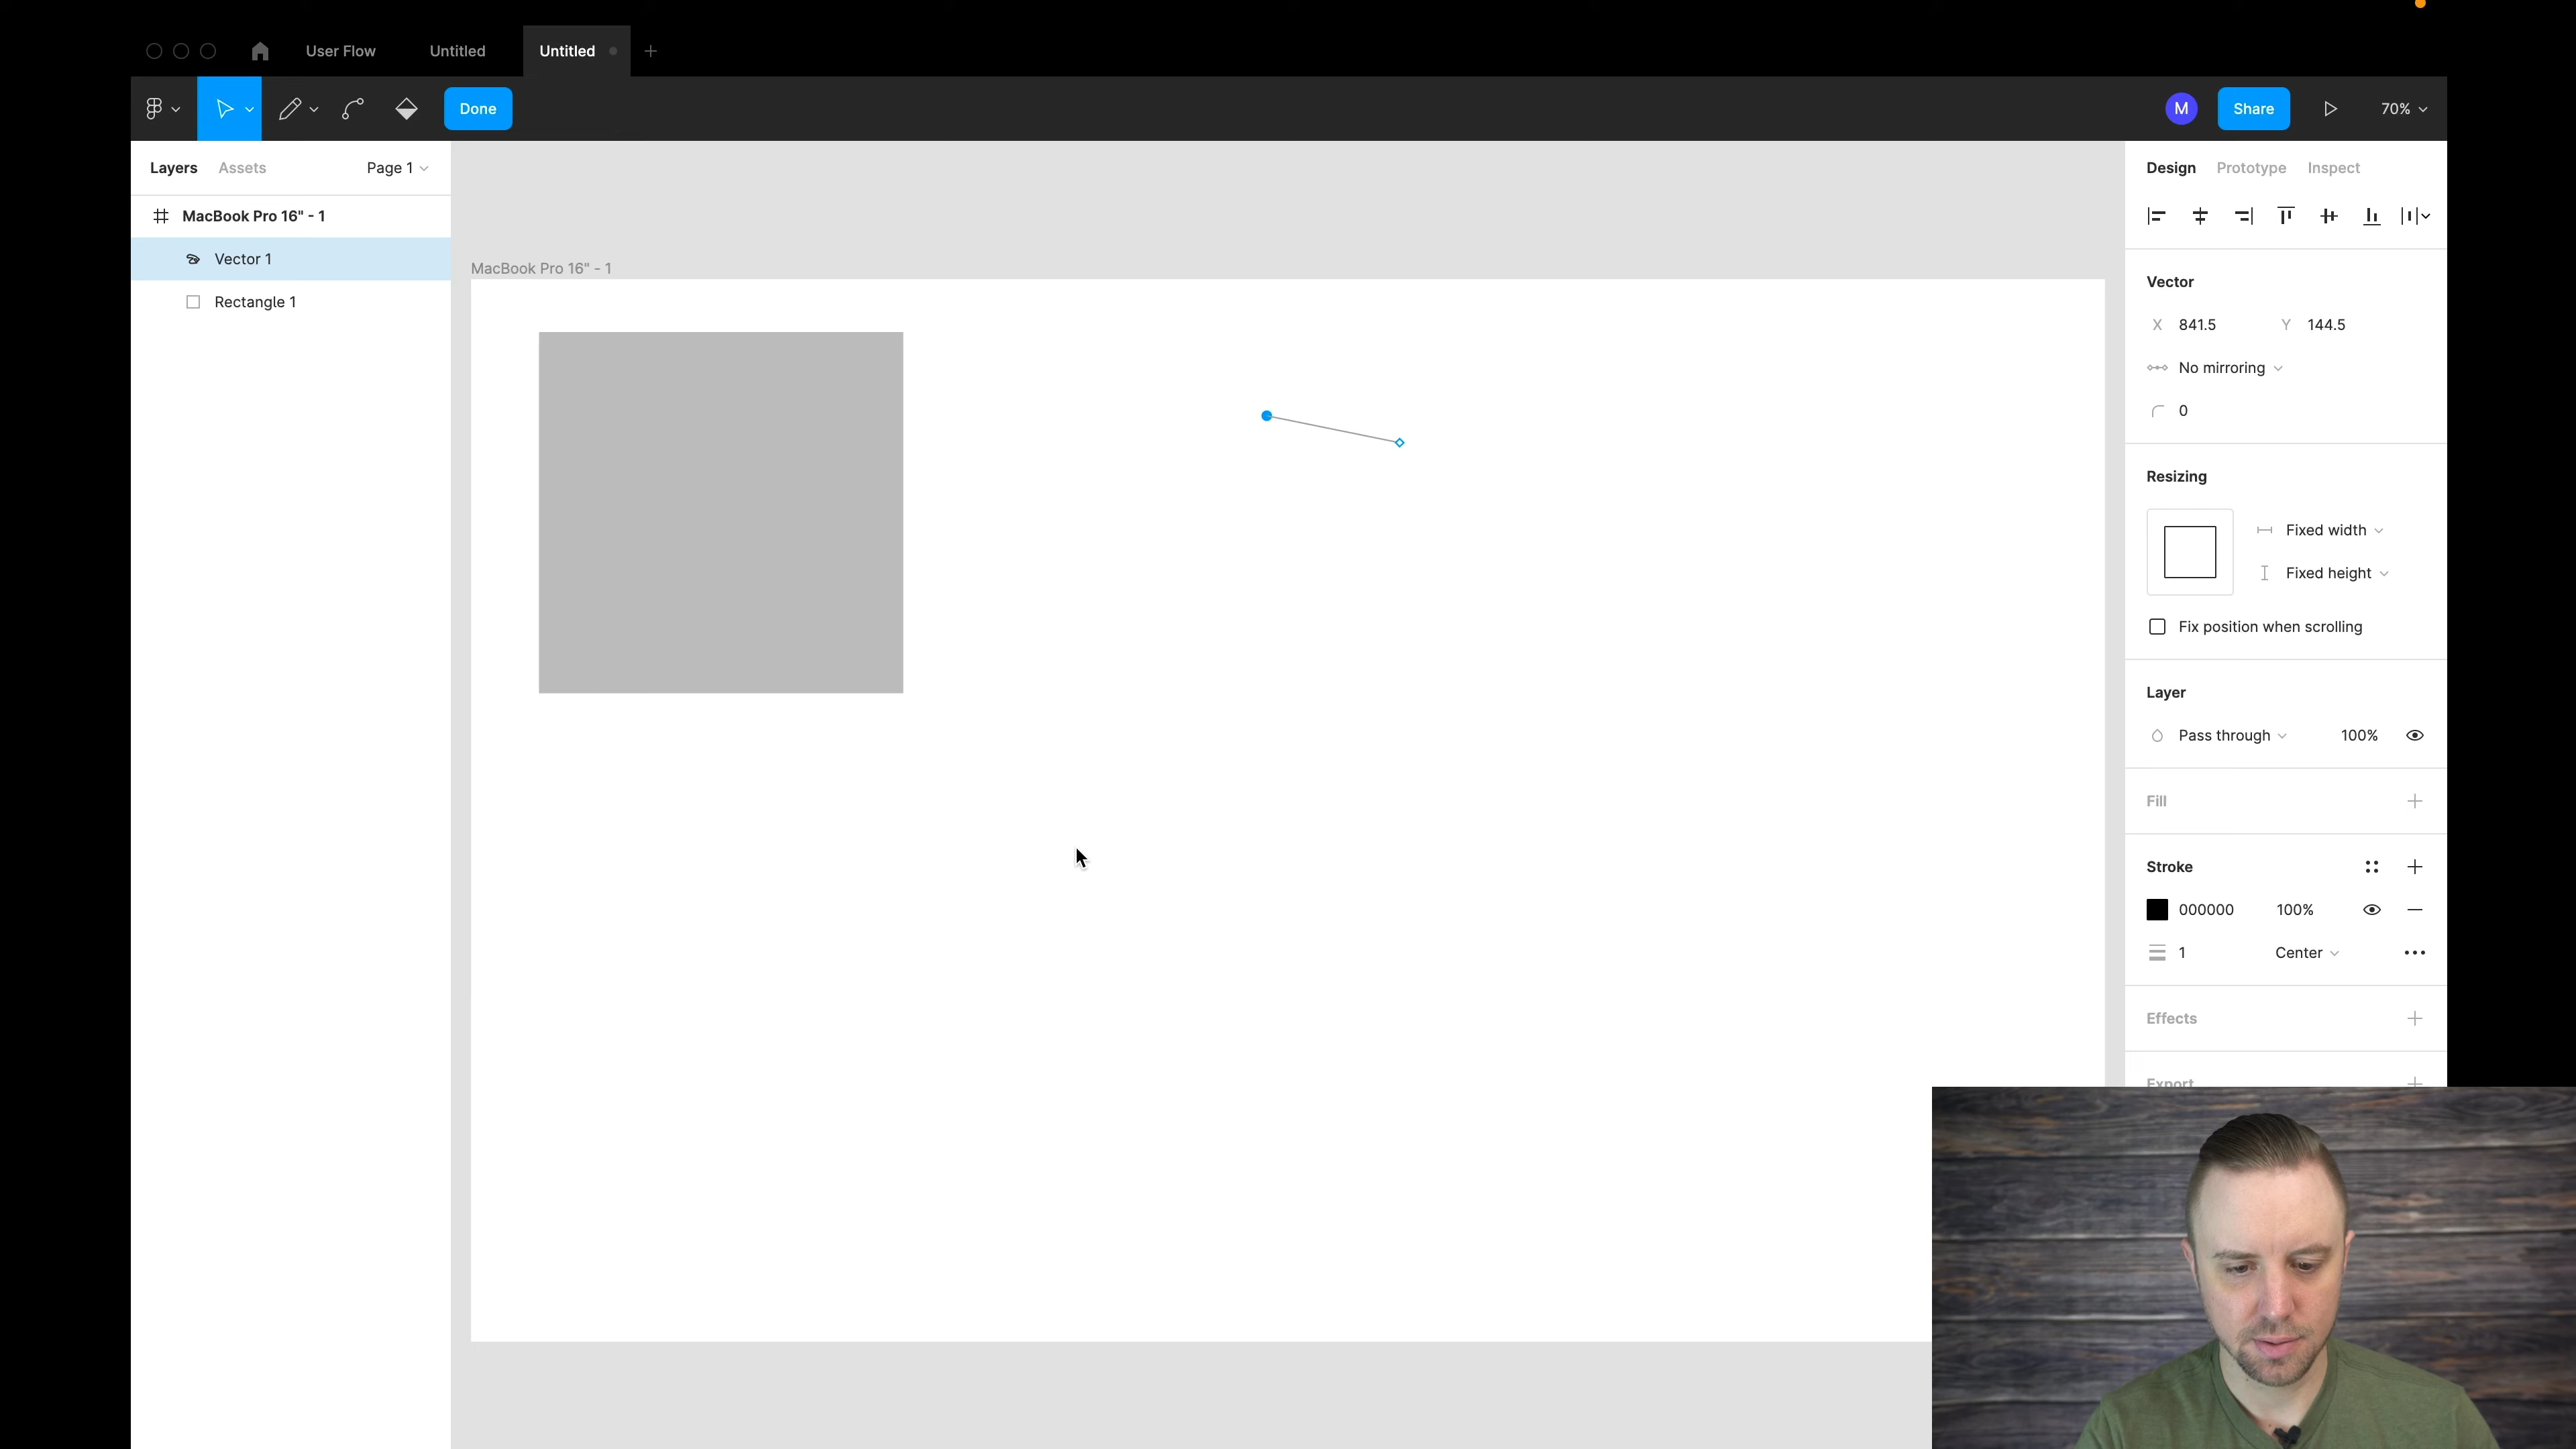 User Flow
Untitled
Untitled
Done
M
Share
70%
Layers
Assets
Page 1
Design
Prototype
Inspect
MacBook Pro 16" - 1
Vector 1
Rectangle 1
MacBook Pro 16" - 1
Vector
X 841.5
Y 144.5
No mirroring
0
Resizing
Fixed width
Fixed height
Fix position when scrolling
Layer
Pass through
100%
Fill
Stroke
000000
100%
1
Center
Effects
Export